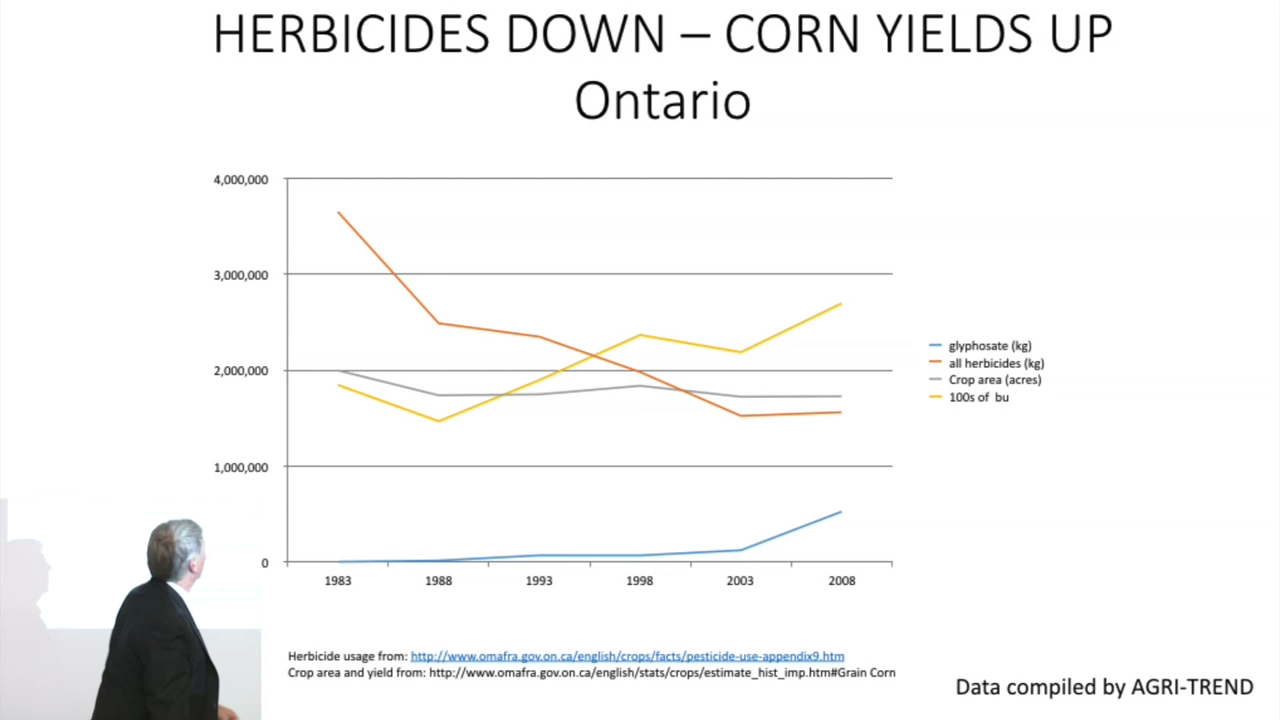 HERBICIDES DOWN – CORN YIELDS UP
Ontario
4,000,000
3,000,000
2,000,000
1,000,000
0
1983 1988 1993 1998 2003 2008
glyphosate (kg)
all herbicides (kg)
Crop area (acres)
100s of bu
Herbicide usage from: http://www.omafra.gov.on.ca/english/crops/facts/pesticide-use-appendix9.htm
Crop area and yield from: http://www.omafra.gov.on.ca/english/stats/crops/estimate_hist_imp.htm#Grain Corn
Data compiled by AGRI-TREND